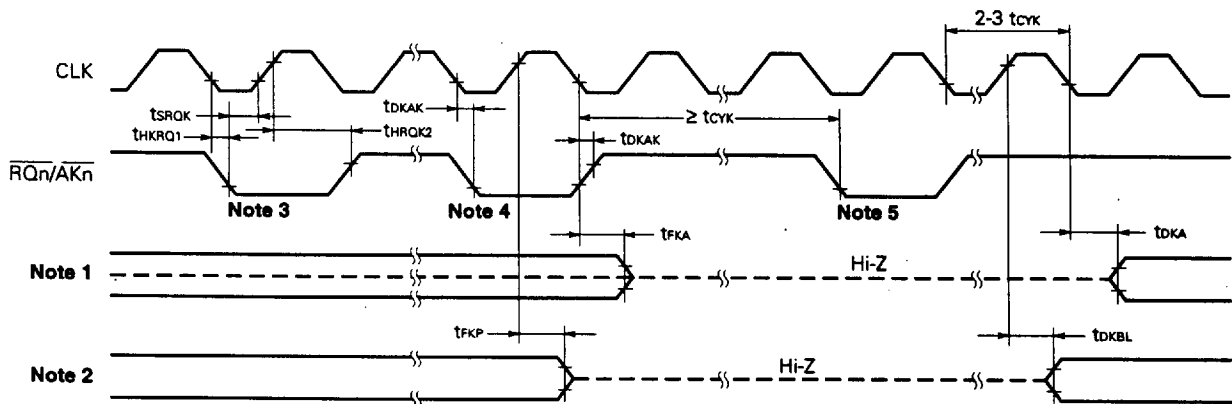 2-3 tCYK
CLK
tSRQK
tDKAK
≥ tCYK
tHKRQ1
tHRQK2
tDKAK
RQn/AKn
Note 3
Note 4
Note 5
tFKA
tDKA
Note 1
Hi-Z
tFKP
tDKBL
Note 2
Hi-Z